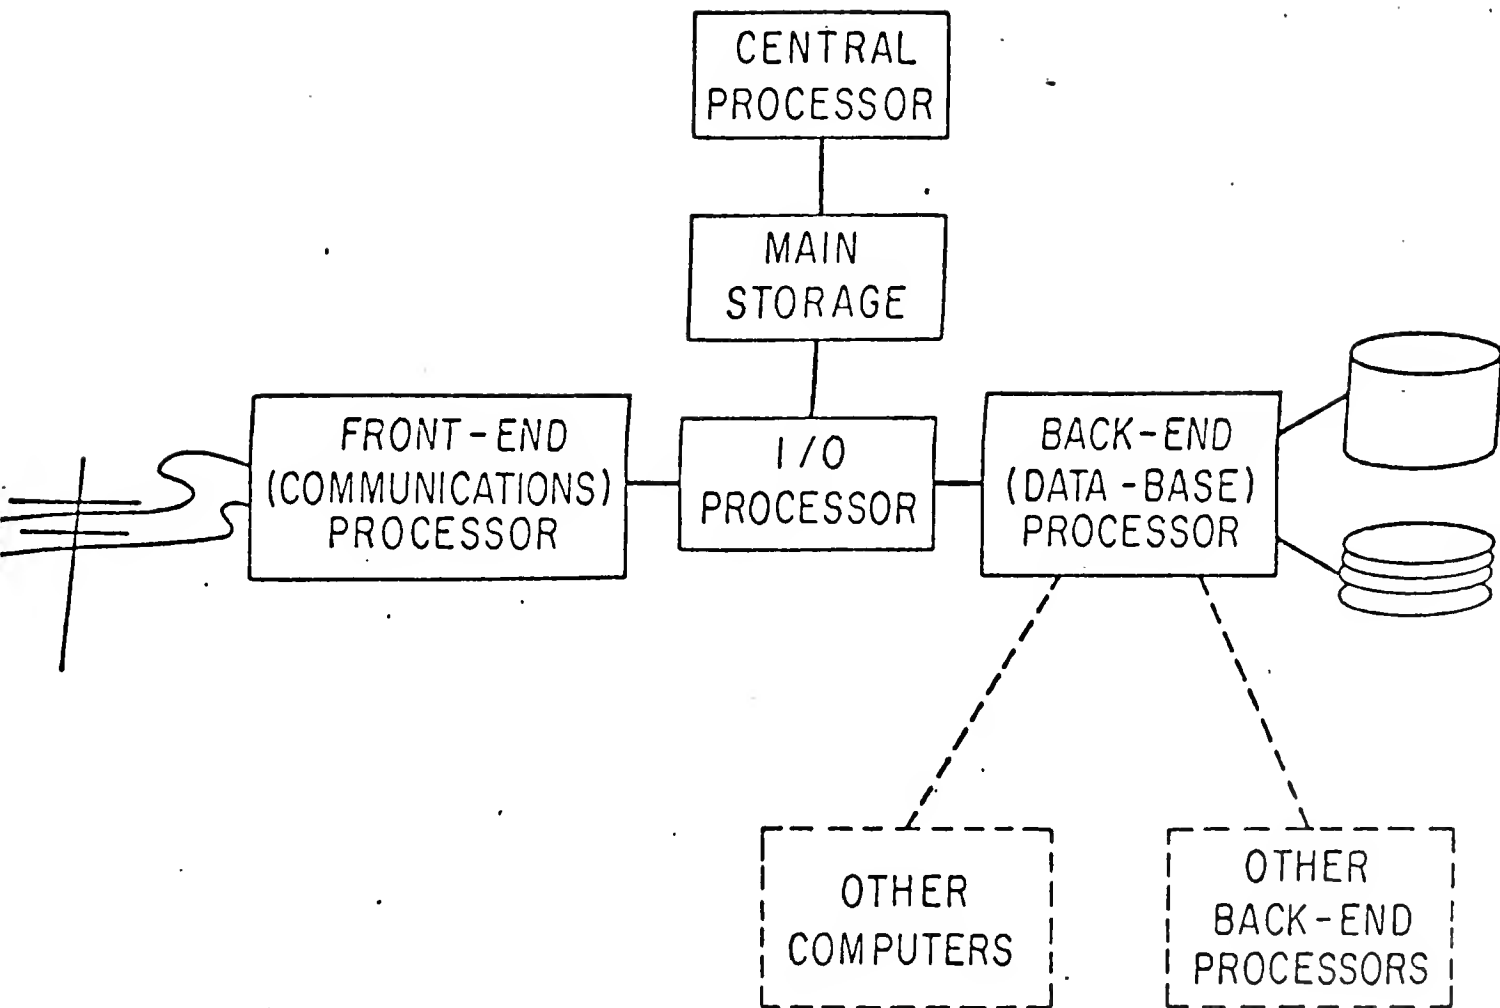 CENTRAL
PROCESSOR
MAIN
STORAGE
FRONT-END
(COMMUNICATIONS)
PROCESSOR
I/O
PROCESSOR
BACK-END
(DATA-BASE)
PROCESSOR
OTHER
COMPUTERS
OTHER
BACK-END
PROCESSORS